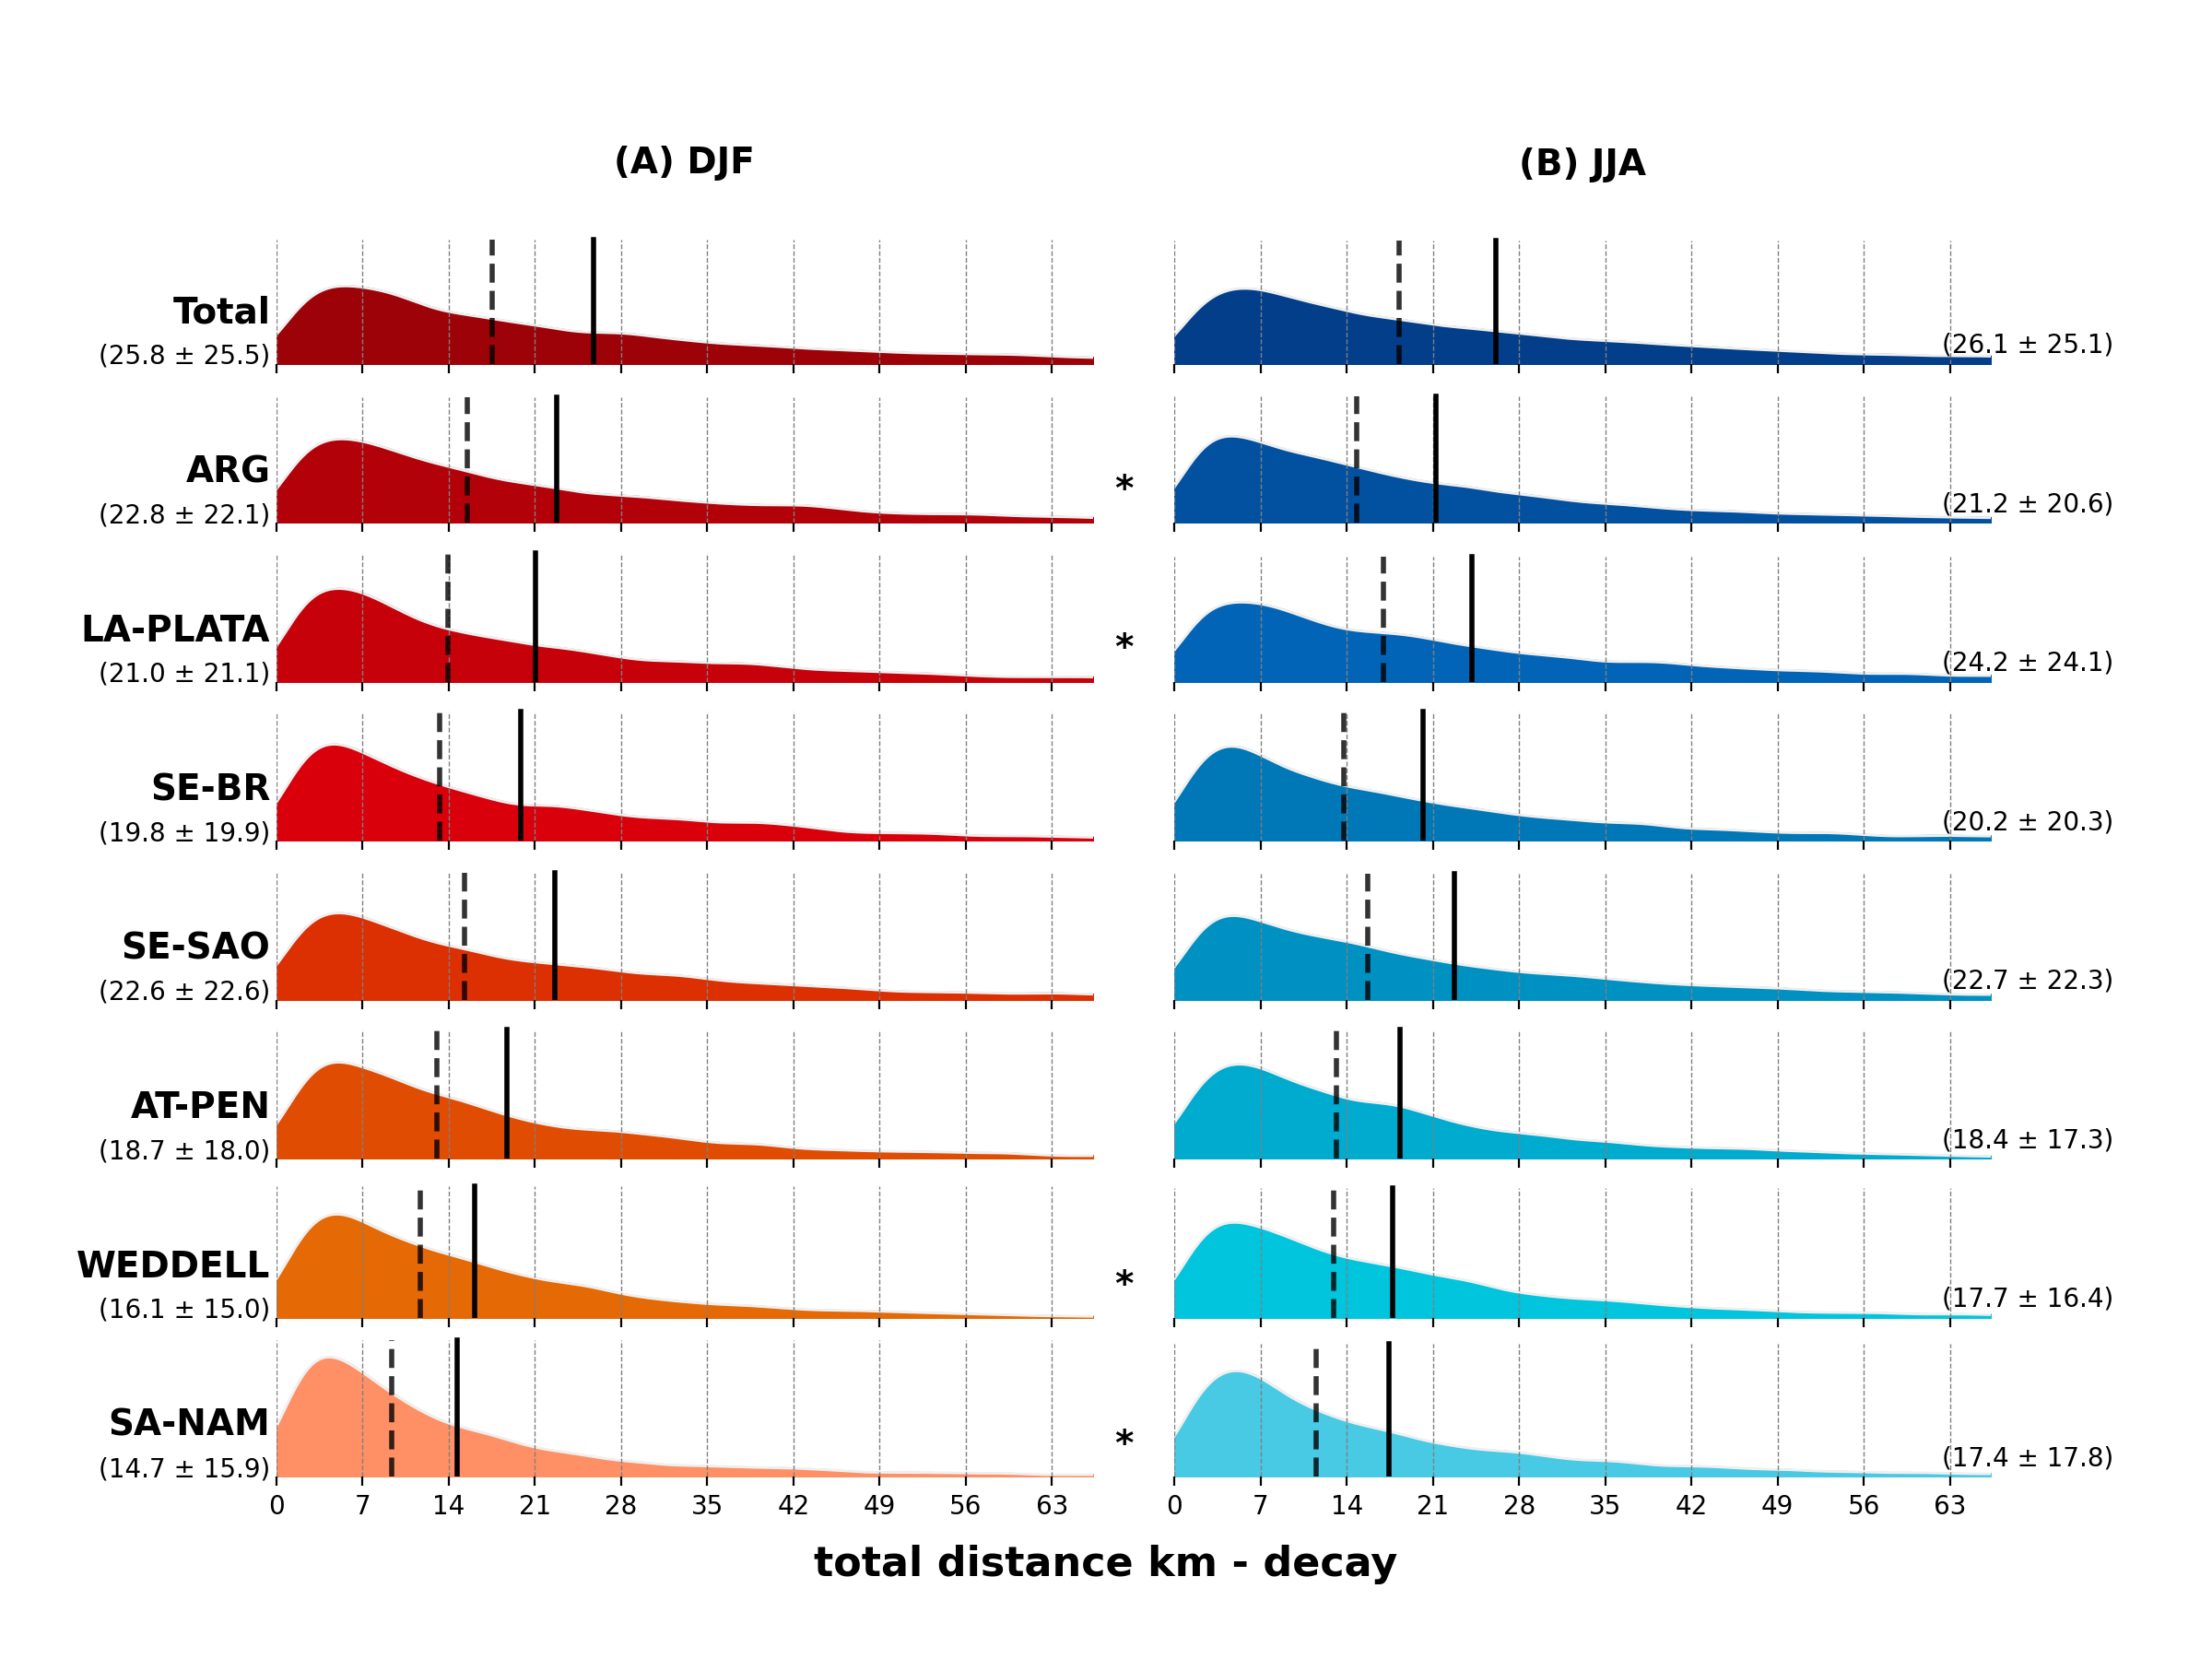 (A) DJF
(B) JJA
Total
(25.8 ± 25.5)
(26.1 ± 25.1)
ARG
(22.8 ± 22.1)
*
(21.2 ± 20.6)
LA-PLATA
(21.0 ± 21.1)
*
(24.2 ± 24.1)
SE-BR
(19.8 ± 19.9)
(20.2 ± 20.3)
SE-SAO
(22.6 ± 22.6)
(22.7 ± 22.3)
AT-PEN
(18.7 ± 18.0)
(18.4 ± 17.3)
WEDDELL
(16.1 ± 15.0)
*
(17.7 ± 16.4)
SA-NAM
(14.7 ± 15.9)
*
(17.4 ± 17.8)
0 7 14 21 28 35 42 49 56 63
0 7 14 21 28 35 42 49 56 63
total distance km - decay